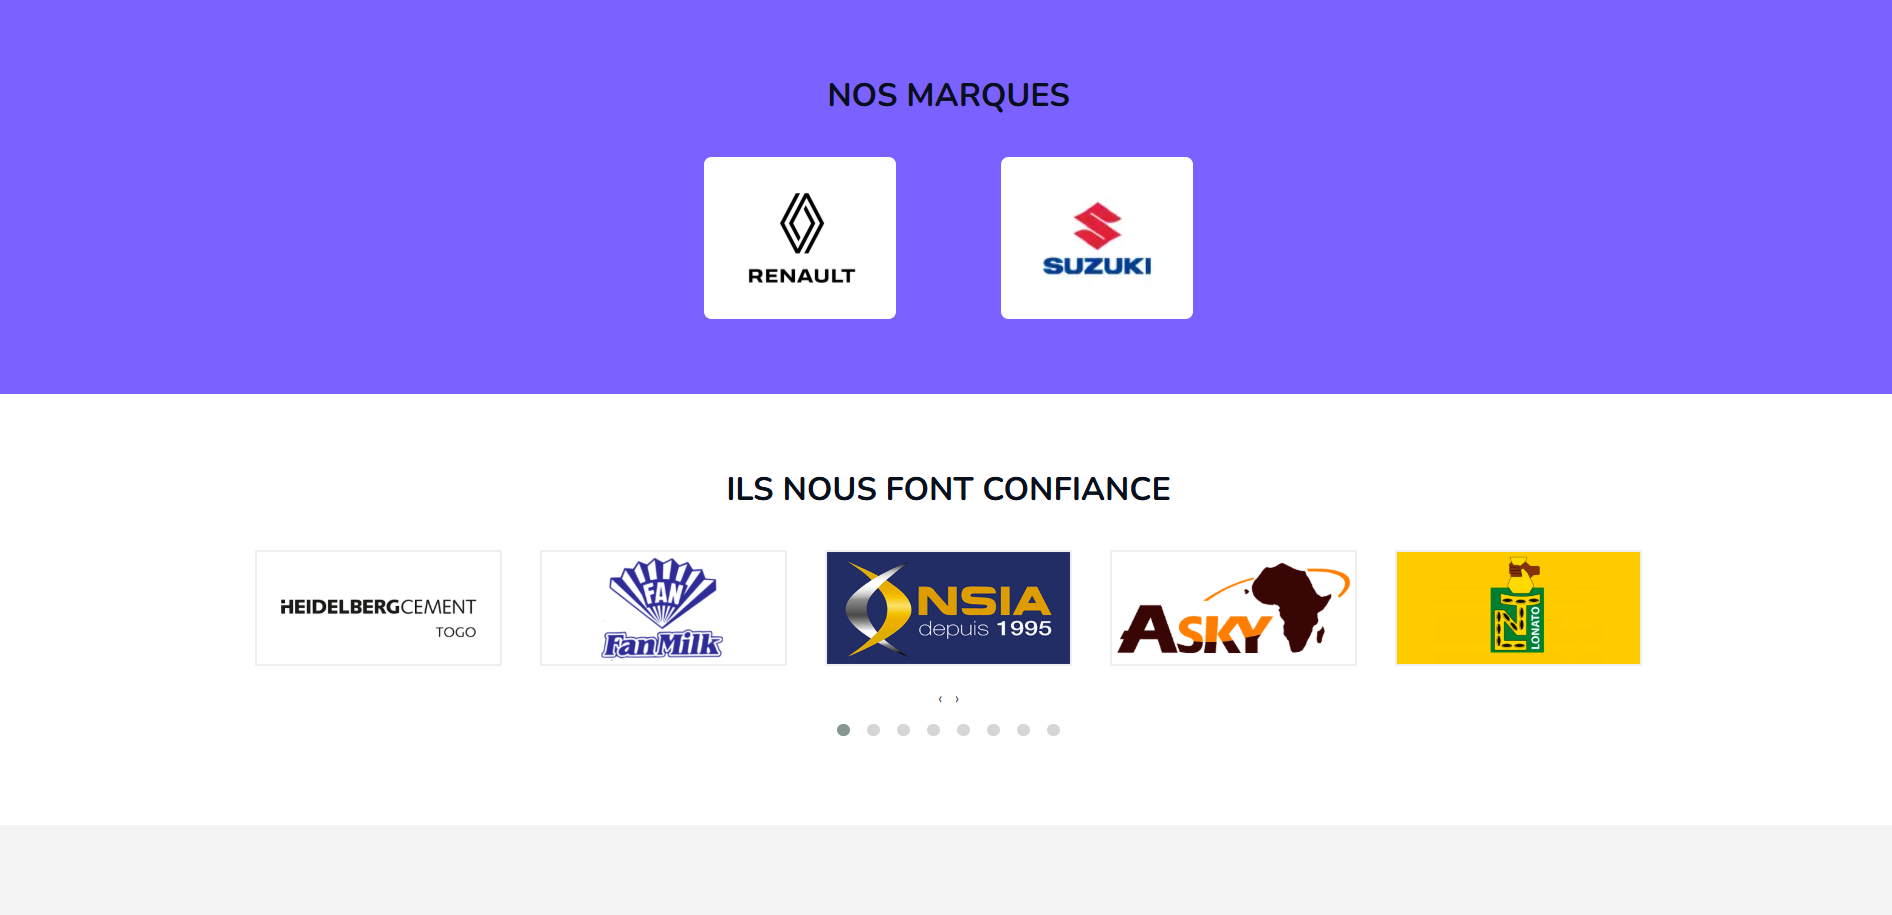 NOS MARQUES
RENAULT
SUZUKI
ILS NOUS FONT CONFIANCE
HEIDELBERGCEMENT
TOGO
FAN
FanMilk
NSIA
depuis 1995
ASKY
LONATO
‹ ›